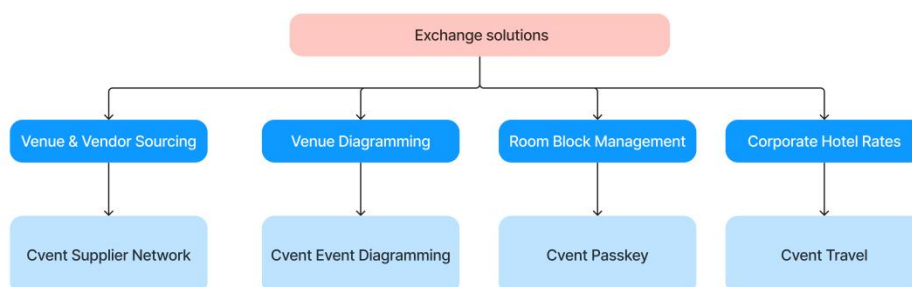 Exchange solutions
Venue & Vendor Sourcing
Venue Diagramming
Room Block Management
Corporate Hotel Rates
Cvent Supplier Network
Cvent Event Diagramming
Cvent Passkey
Cvent Travel